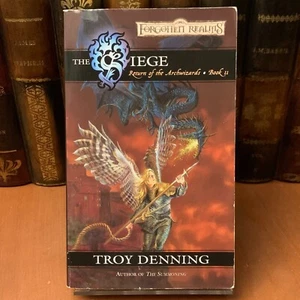 FORGOTTEN REALMS
THE SIEGE
Return of the Archwizards • Book II
TROY DENNING
AUTHOR OF THE SUMMONING